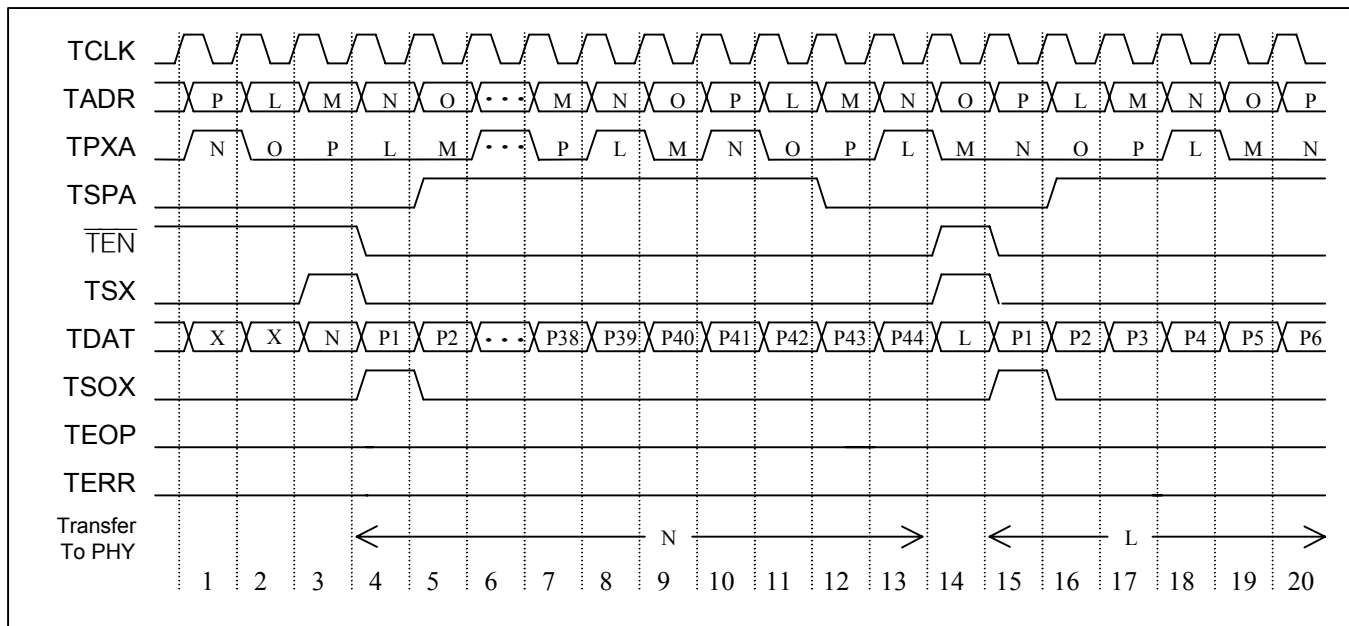 TCLK
TADR P L M N O ··· M N O P L M N O P L M N O P
TPXA N O P L M ··· P L M N O P L M N O P L M N
TSPA
TEN
TSX
TDAT X X N P1 P2 ··· P38 P39 P40 P41 P42 P43 P44 L P1 P2 P3 P4 P5 P6
TSOX
TEOP
TERR
Transfer
To PHY N L
1 2 3 4 5 6 7 8 9 10 11 12 13 14 15 16 17 18 19 20